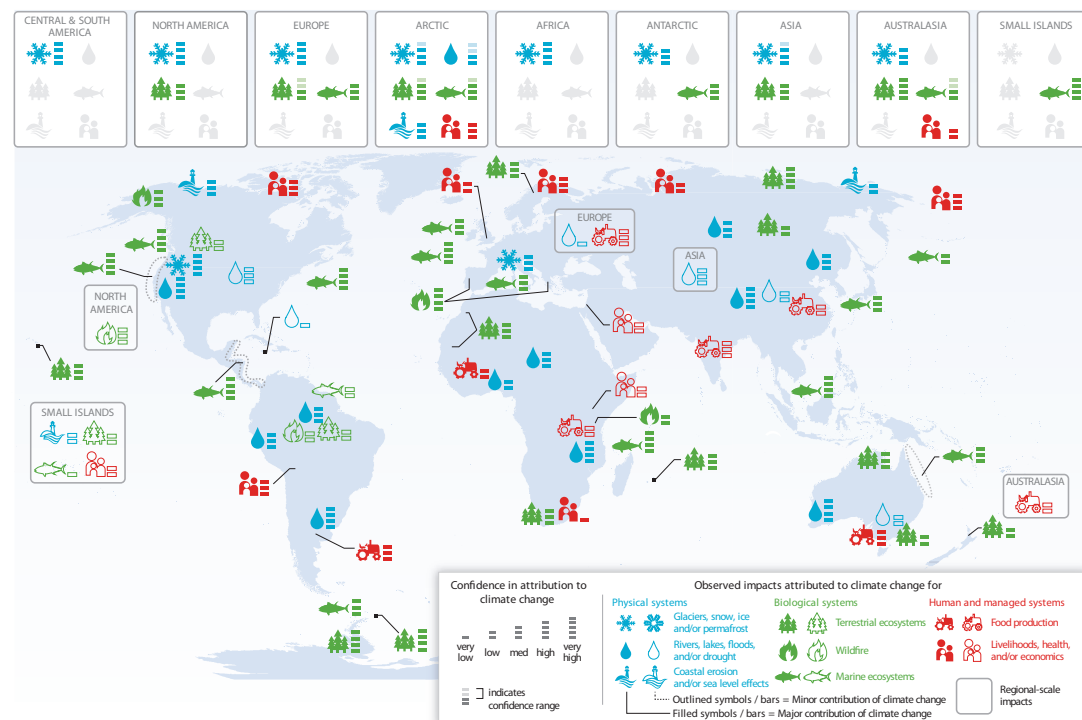 CENTRAL & SOUTH
AMERICA
NORTH AMERICA
EUROPE
ARCTIC
AFRICA
ANTARCTIC
ASIA
AUSTRALASIA
SMALL ISLANDS
EUROPE
ASIA
NORTH
AMERICA
SMALL ISLANDS
AUSTRALASIA
Confidence in attribution to
climate change
very
low
low
med
high
very
high
indicates
confidence range
Observed impacts attributed to climate change for
Physical systems
Glaciers, snow, ice
and/or permafrost
Rivers, lakes, floods,
and/or drought
Coastal erosion
and/or sea level effects
Biological systems
Terrestrial ecosystems
Wildfire
Marine ecosystems
Human and managed systems
Food production
Livelihoods, health,
and/or economics
Outlined symbols / bars = Minor contribution of climate change
Filled symbols / bars = Major contribution of climate change
Regional-scale
impacts